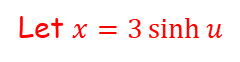 Let x = 3 sinh u